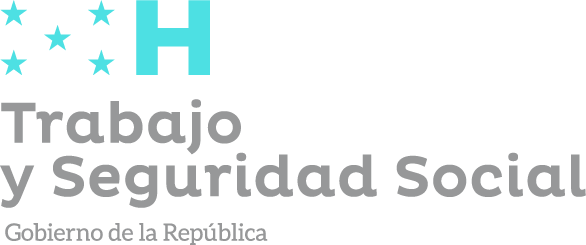 H
Trabajo
y Seguridad Social
Gobierno de la República